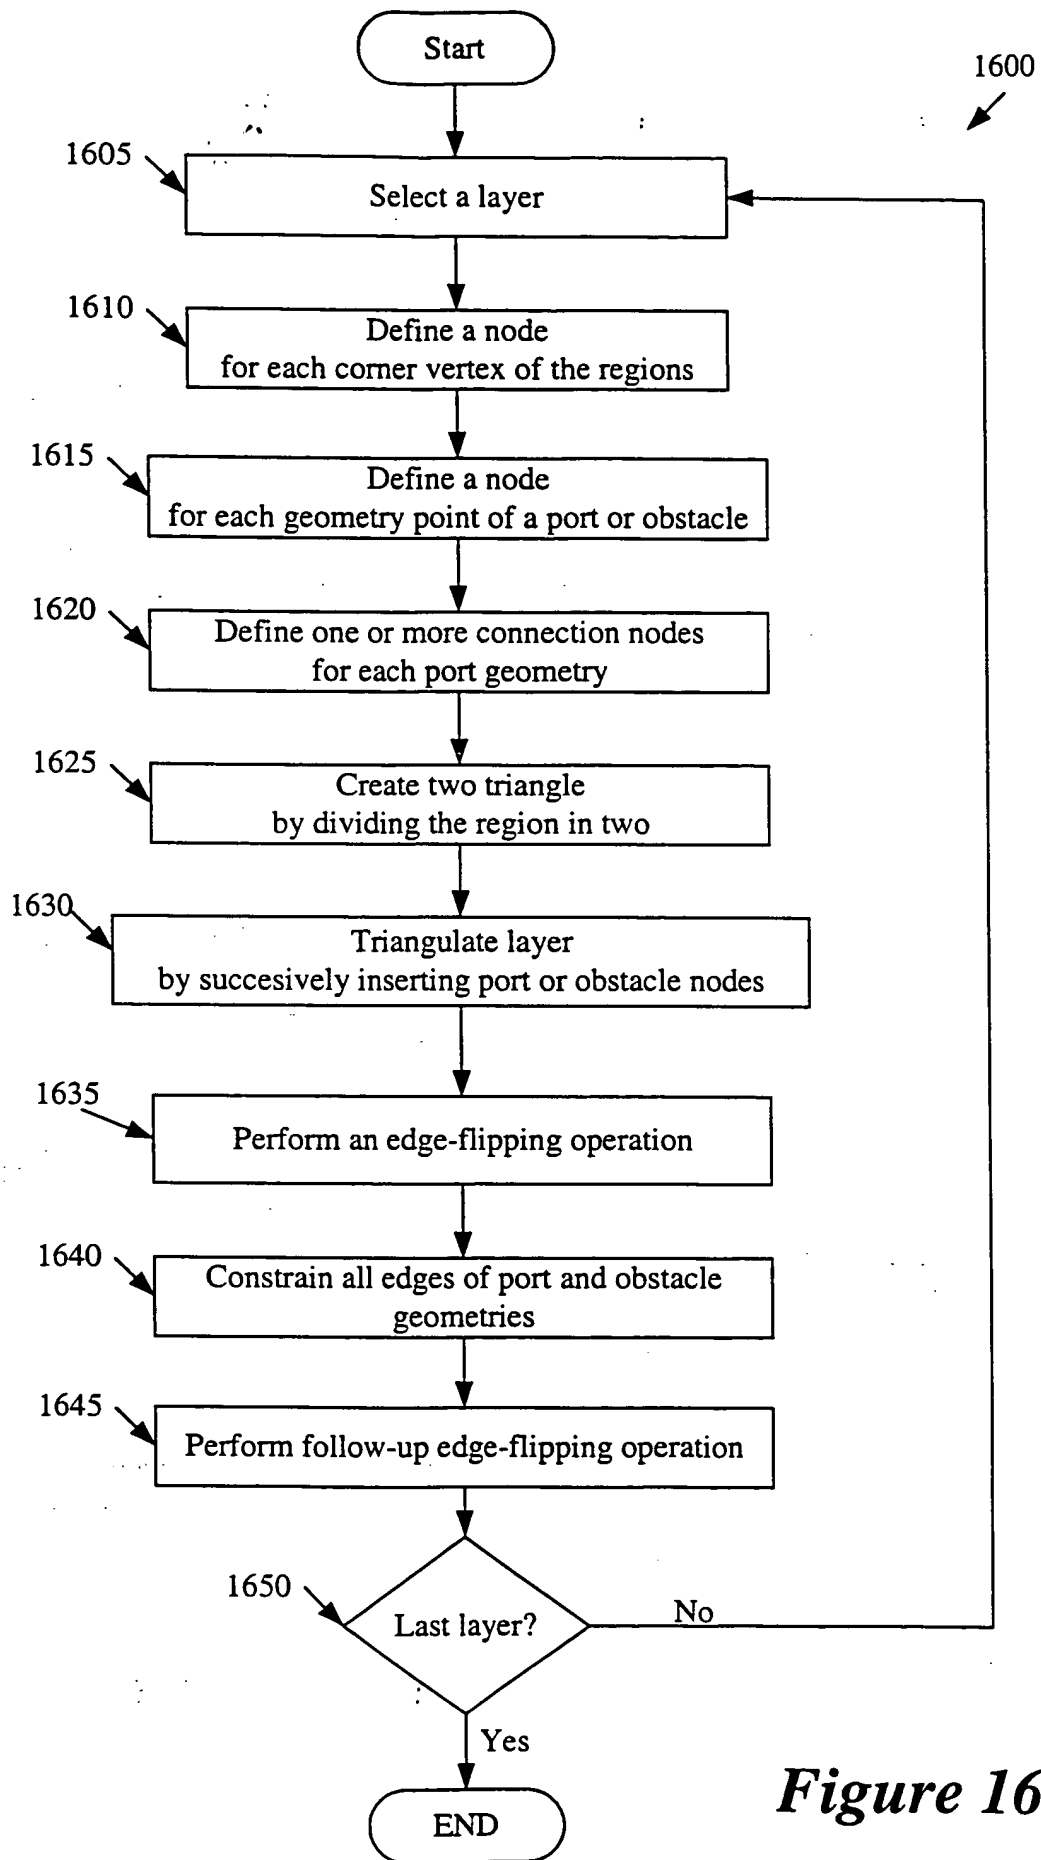 Start
1600
1605
Select a layer
1610
Define a node
for each corner vertex of the regions
1615
Define a node
for each geometry point of a port or obstacle
1620
Define one or more connection nodes
for each port geometry
1625
Create two triangle
by dividing the region in two
1630
Triangulate layer
by succesively inserting port or obstacle nodes
1635
Perform an edge-flipping operation
1640
Constrain all edges of port and obstacle
geometries
1645
Perform follow-up edge-flipping operation
1650
Last layer?
No
Yes
END
Figure 16